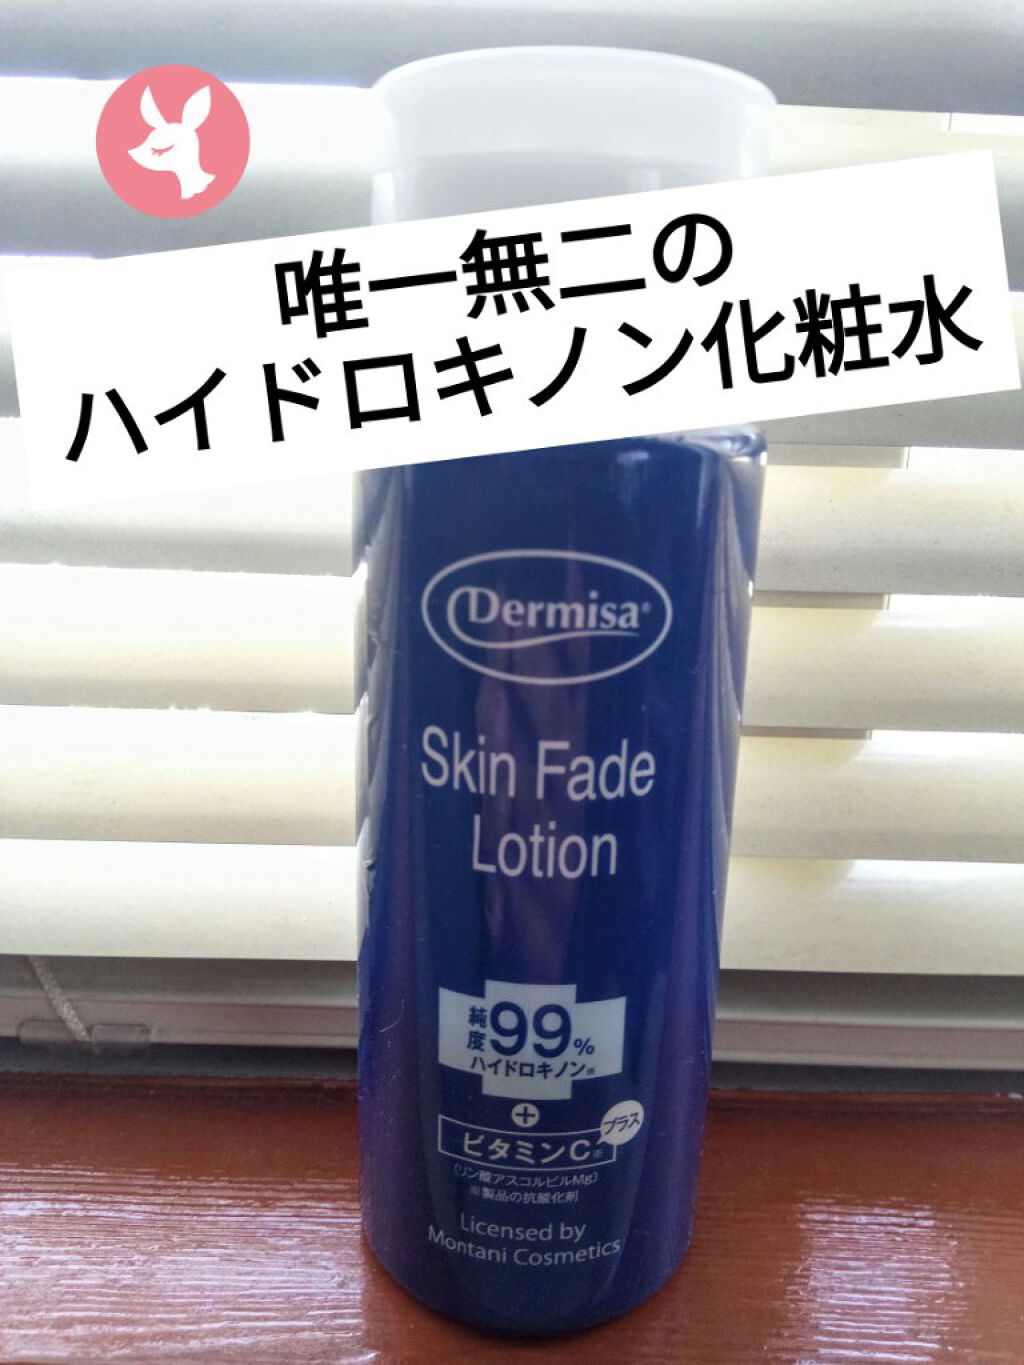 唯一無二の
ハイドロキノン化粧水
Dermisa®
Skin Fade
Lotion
純度99%
ハイドロキノン※
+
ビタミンC※
プラス
(リン酸アスコルビルMg)
※製品の抗酸化剤
Licensed by
Montani Cosmetics